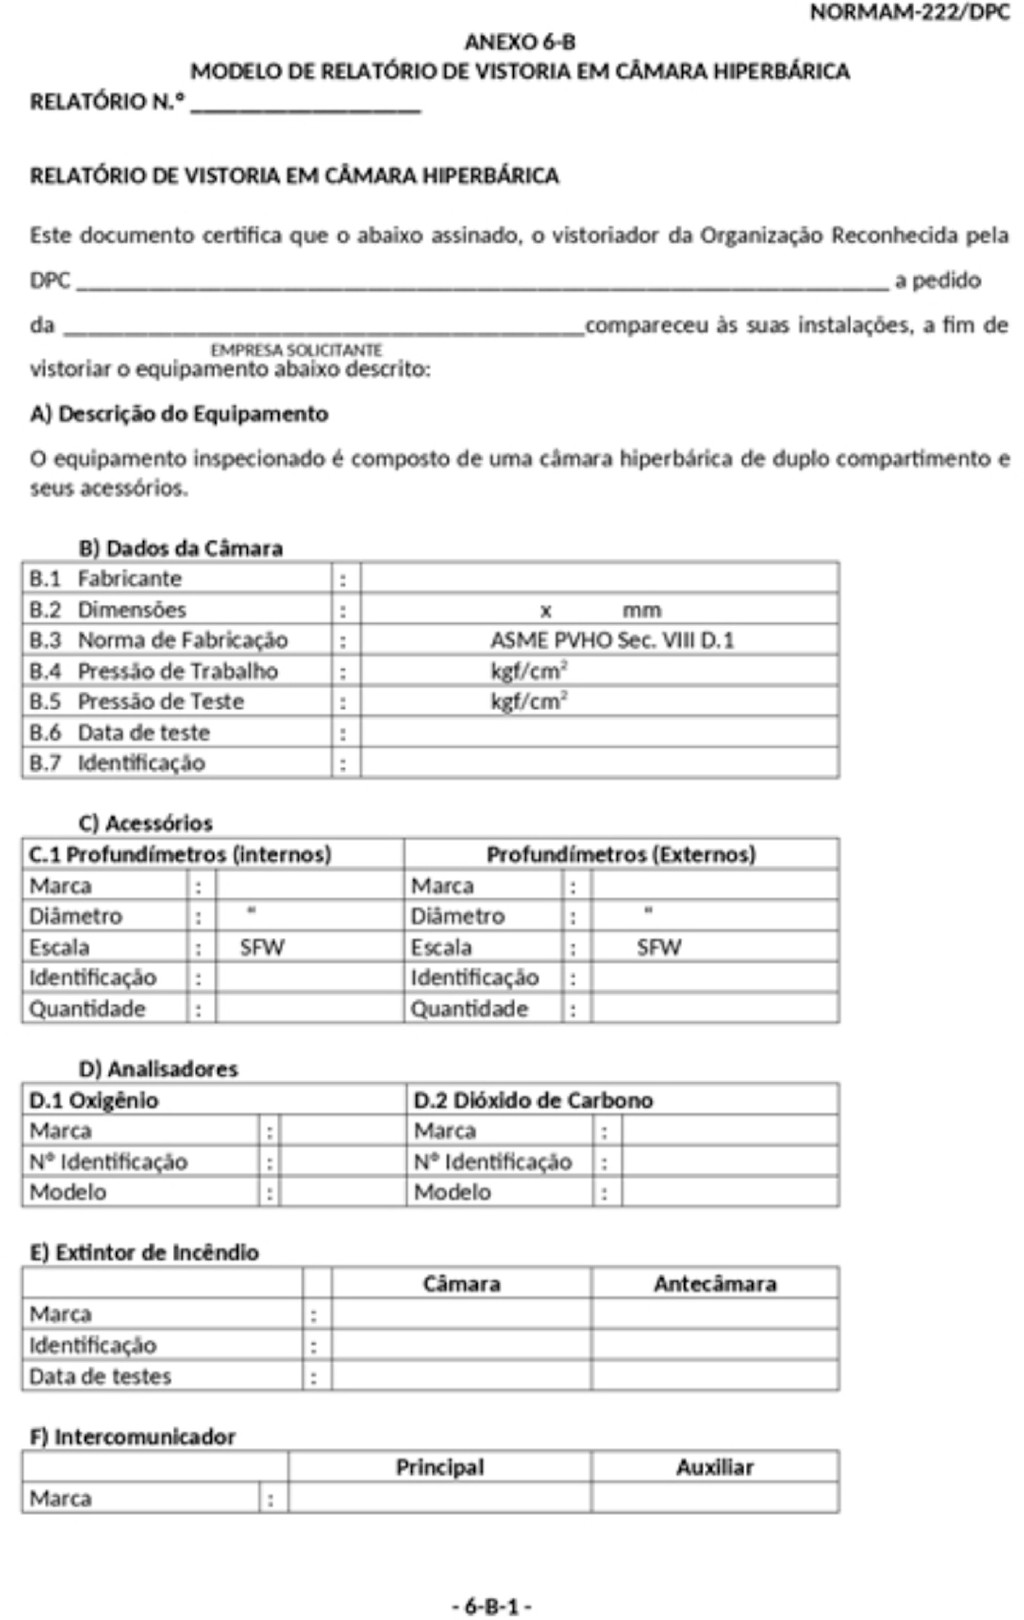 NORMAM-222/DPC
ANEXO 6-B
MODELO DE RELATÓRIO DE VISTORIA EM CÂMARA HIPERBÁRICA
RELATÓRIO N.º ____________________
RELATÓRIO DE VISTORIA EM CÂMARA HIPERBÁRICA
Este documento certifica que o abaixo assinado, o vistoriador da Organização Reconhecida pela
DPC ____________________________________________________________________ a pedido
da ____________________________________________compareceu às suas instalações, a fim de
EMPRESA SOLICITANTE
vistoriar o equipamento abaixo descrito:
A) Descrição do Equipamento
O equipamento inspecionado é composto de uma câmara hiperbárica de duplo compartimento e
seus acessórios.
B) Dados da Câmara
B.1 Fabricante :
B.2 Dimensões : x mm
B.3 Norma de Fabricação : ASME PVHO Sec. VIII D.1
B.4 Pressão de Trabalho : kgf/cm²
B.5 Pressão de Teste : kgf/cm²
B.6 Data de teste :
B.7 Identificação :
C) Acessórios
C.1 Profundímetros (internos) Profundímetros (Externos)
Marca : Marca :
Diâmetro : “ Diâmetro : "
Escala : SFW Escala : SFW
Identificação : Identificação :
Quantidade : Quantidade :
D) Analisadores
D.1 Oxigênio D.2 Dióxido de Carbono
Marca : Marca :
Nº Identificação : Nº Identificação :
Modelo : Modelo :
E) Extintor de Incêndio
Câmara Antecâmara
Marca :
Identificação :
Data de testes :
F) Intercomunicador
Principal Auxiliar
Marca :
- 6-B-1 -